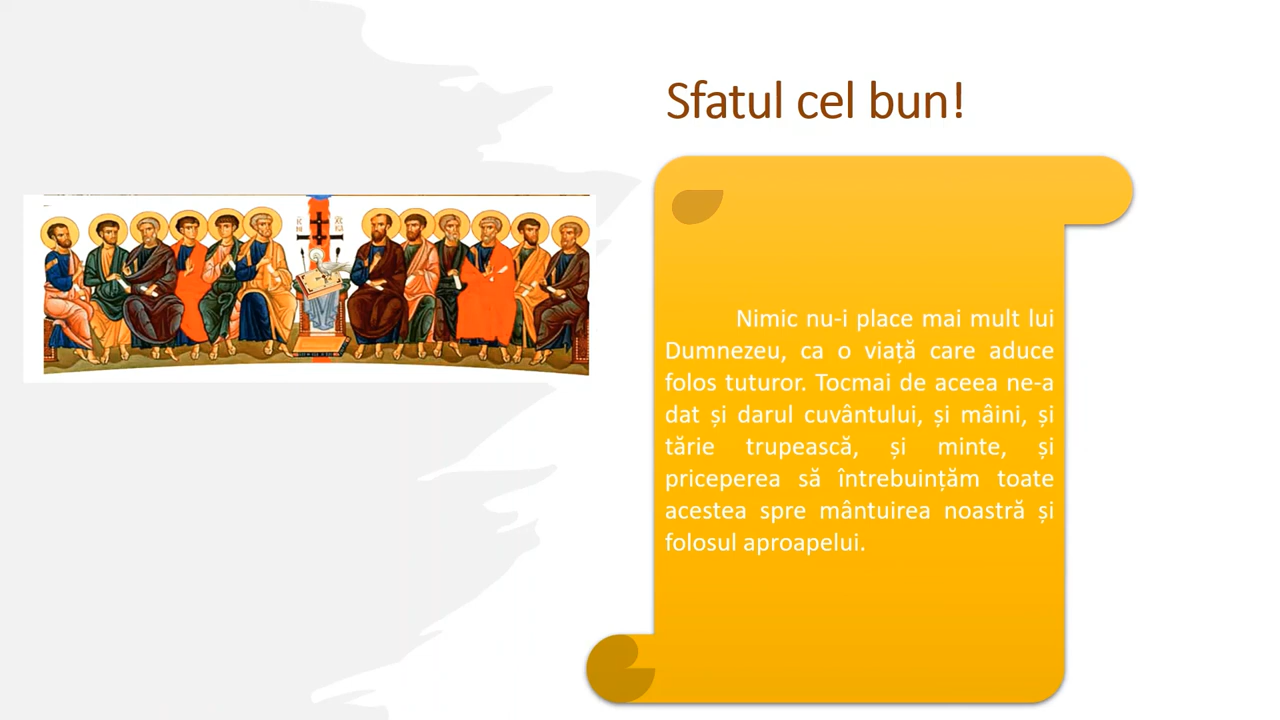 Sfatul cel bun!
Nimic nu-i place mai mult lui
Dumnezeu, ca o viață care aduce
folos tuturor. Tocmai de aceea ne-a
dat și darul cuvântului, și mâini, și
tărie trupească, și minte, și
priceperea să întrebuințăm toate
acestea spre mântuirea noastră și
folosul aproapelui.